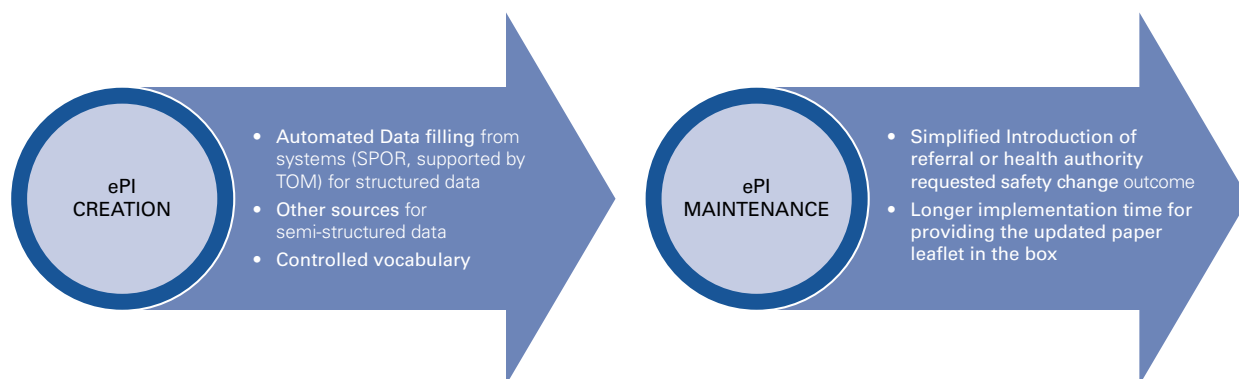 ePI
CREATION
• Automated Data filling from
systems (SPOR, supported by
TOM) for structured data
• Other sources for
semi-structured data
• Controlled vocabulary
ePI
MAINTENANCE
• Simplified Introduction of
referral or health authority
requested safety change outcome
• Longer implementation time for
providing the updated paper
leaflet in the box